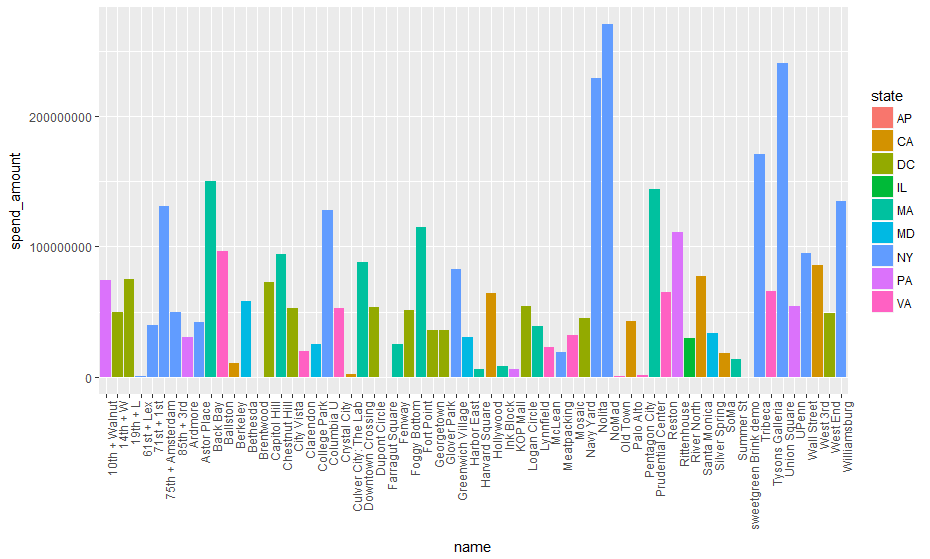 spend_amount
200000000
100000000
0
10th + Walnut
14th + W
19th + L
61st + Lex
71st + 1st
75th + Amsterdam
85th + 3rd
Ardmore
Astor Place
Back Bay
Ballston
Berkeley
Bethesda
Brentwood
Capitol Hill
Chestnut Hill
City Vista
Clarendon
College Park
Columbia U
Crystal City
Culver City: The Lab
Downtown Crossing
Dupont Circle
Farragut Square
Fenway
Foggy Bottom
Fort Point
Georgetown
Glover Park
Greenwich Village
Harbor East
Harvard Square
Hollywood
Ink Block
KOP Mall
Logan Circle
Lynnfield
McLean
Meatpacking
Mosaic
Navy Yard
Nolita
NoMad
Old Town
Palo Alto
Pentagon City
Prudential Center
Reston
Rittenhouse
River North
Santa Monica
Silver Spring
SoMa
Summer St
sweetgreen Brink demo
Tribeca
Tysons Galleria
Union Square
UPenn
Wall Street
West 3rd
West End
Williamsburg
name
state
AP
CA
DC
IL
MA
MD
NY
PA
VA